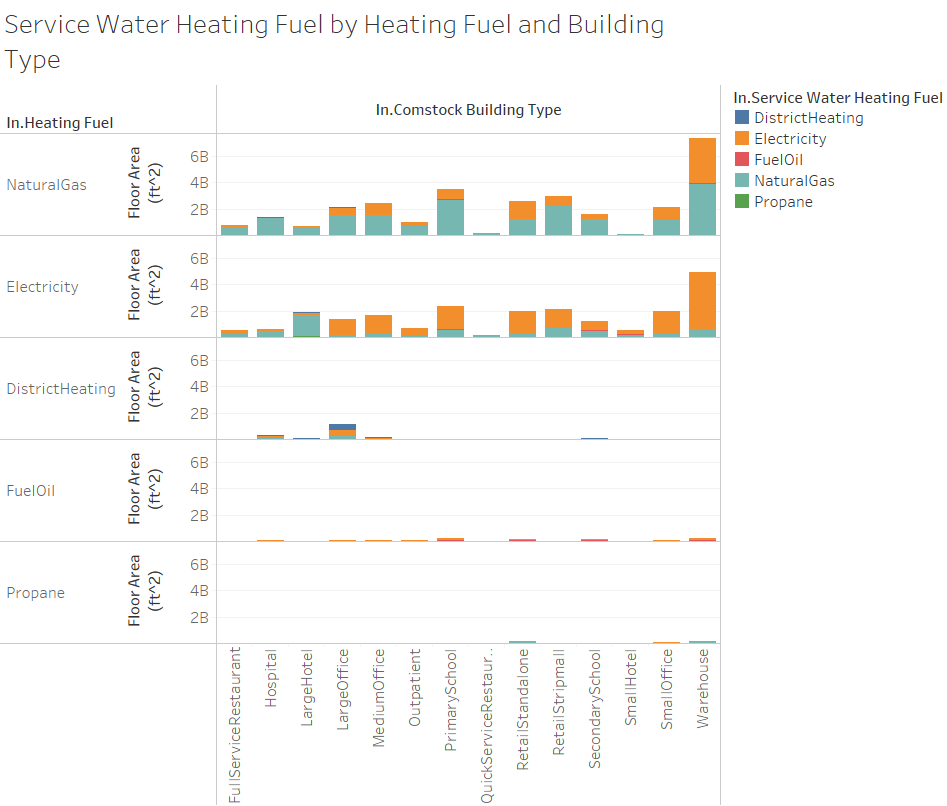 Service Water Heating Fuel by Heating Fuel and Building
Type
In.Heating Fuel
In.Comstock Building Type
In.Service Water Heating Fuel
DistrictHeating
Electricity
FuelOil
NaturalGas
Propane
NaturalGas
Floor Area
(ft^2)
6B
4B
2B
Electricity
Floor Area
(ft^2)
6B
4B
2B
DistrictHeating
Floor Area
(ft^2)
6B
4B
2B
FuelOil
Floor Area
(ft^2)
6B
4B
2B
Propane
Floor Area
(ft^2)
6B
4B
2B
FullServiceRestaurant
Hospital
LargeHotel
LargeOffice
MediumOffice
Outpatient
PrimarySchool
QuickServiceRestaur..
RetailStandalone
RetailStripmall
SecondarySchool
SmallHotel
SmallOffice
Warehouse